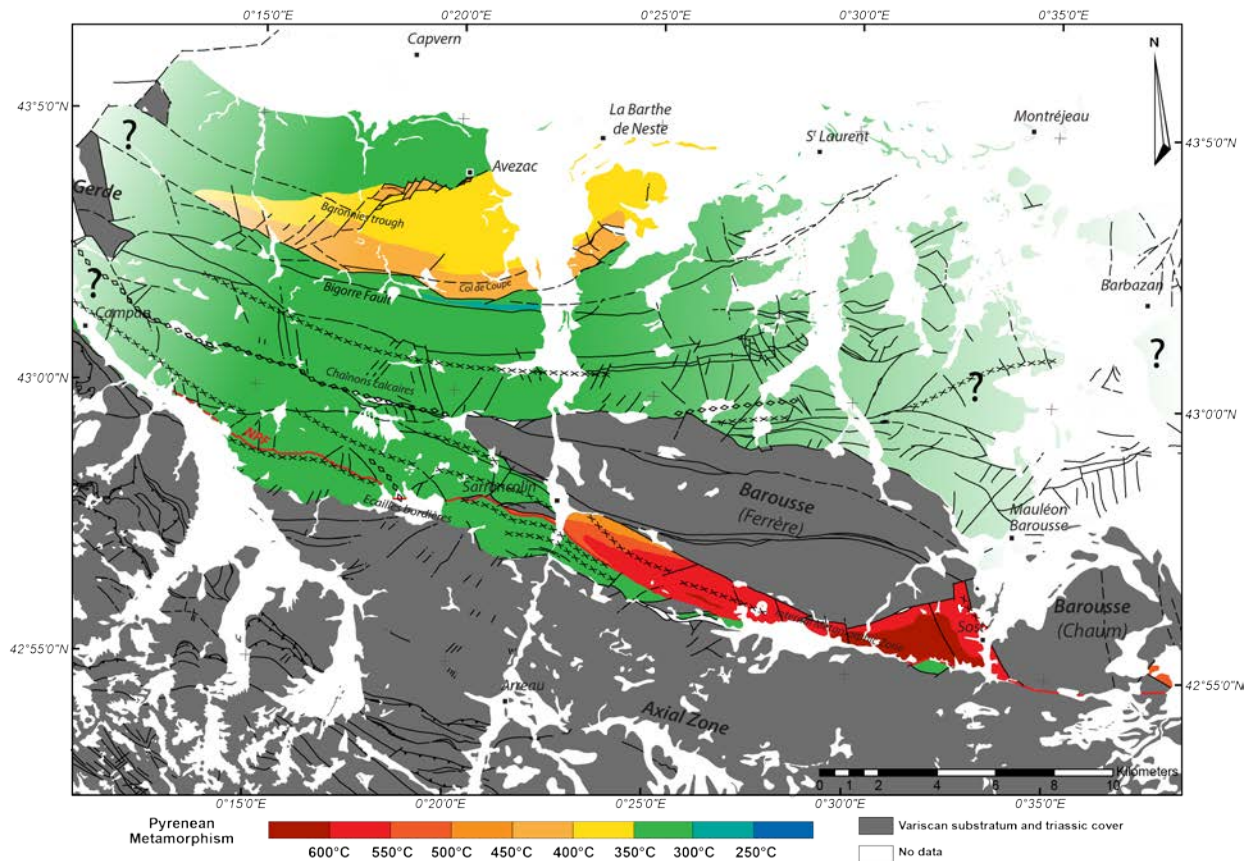 0°15'0"E 0°20'0"E 0°25'0"E 0°30'0"E 0°35'0"E
Capvern
N
43°5'0"N
La Barthe
de Neste
Montréjeau
St Laurent
43°5'0"N
?
Avezac
Gerde
Baronnies trough
Col de Coupe
?
Bigorre Fault
Barbazan
Campan
?
43°0'0"N
Chaînons calcaires
?
43°0'0"N
NPF
Sarrancolin
Ecailles bordières
Barousse
(Ferrère)
Mauléon
Barousse
Internal Metamorphic Zone
Sost
Barousse
(Chaum)
42°55'0"N
42°55'0"N
Arreau
Axial Zone
0 1 2 4 6 8 10 Kilometers
0°15'0"E 0°20'0"E 0°25'0"E 0°30'0"E 0°35'0"E
Pyrenean
Metamorphism
600°C 550°C 500°C 450°C 400°C 350°C 300°C 250°C
Variscan substratum and triassic cover
No data